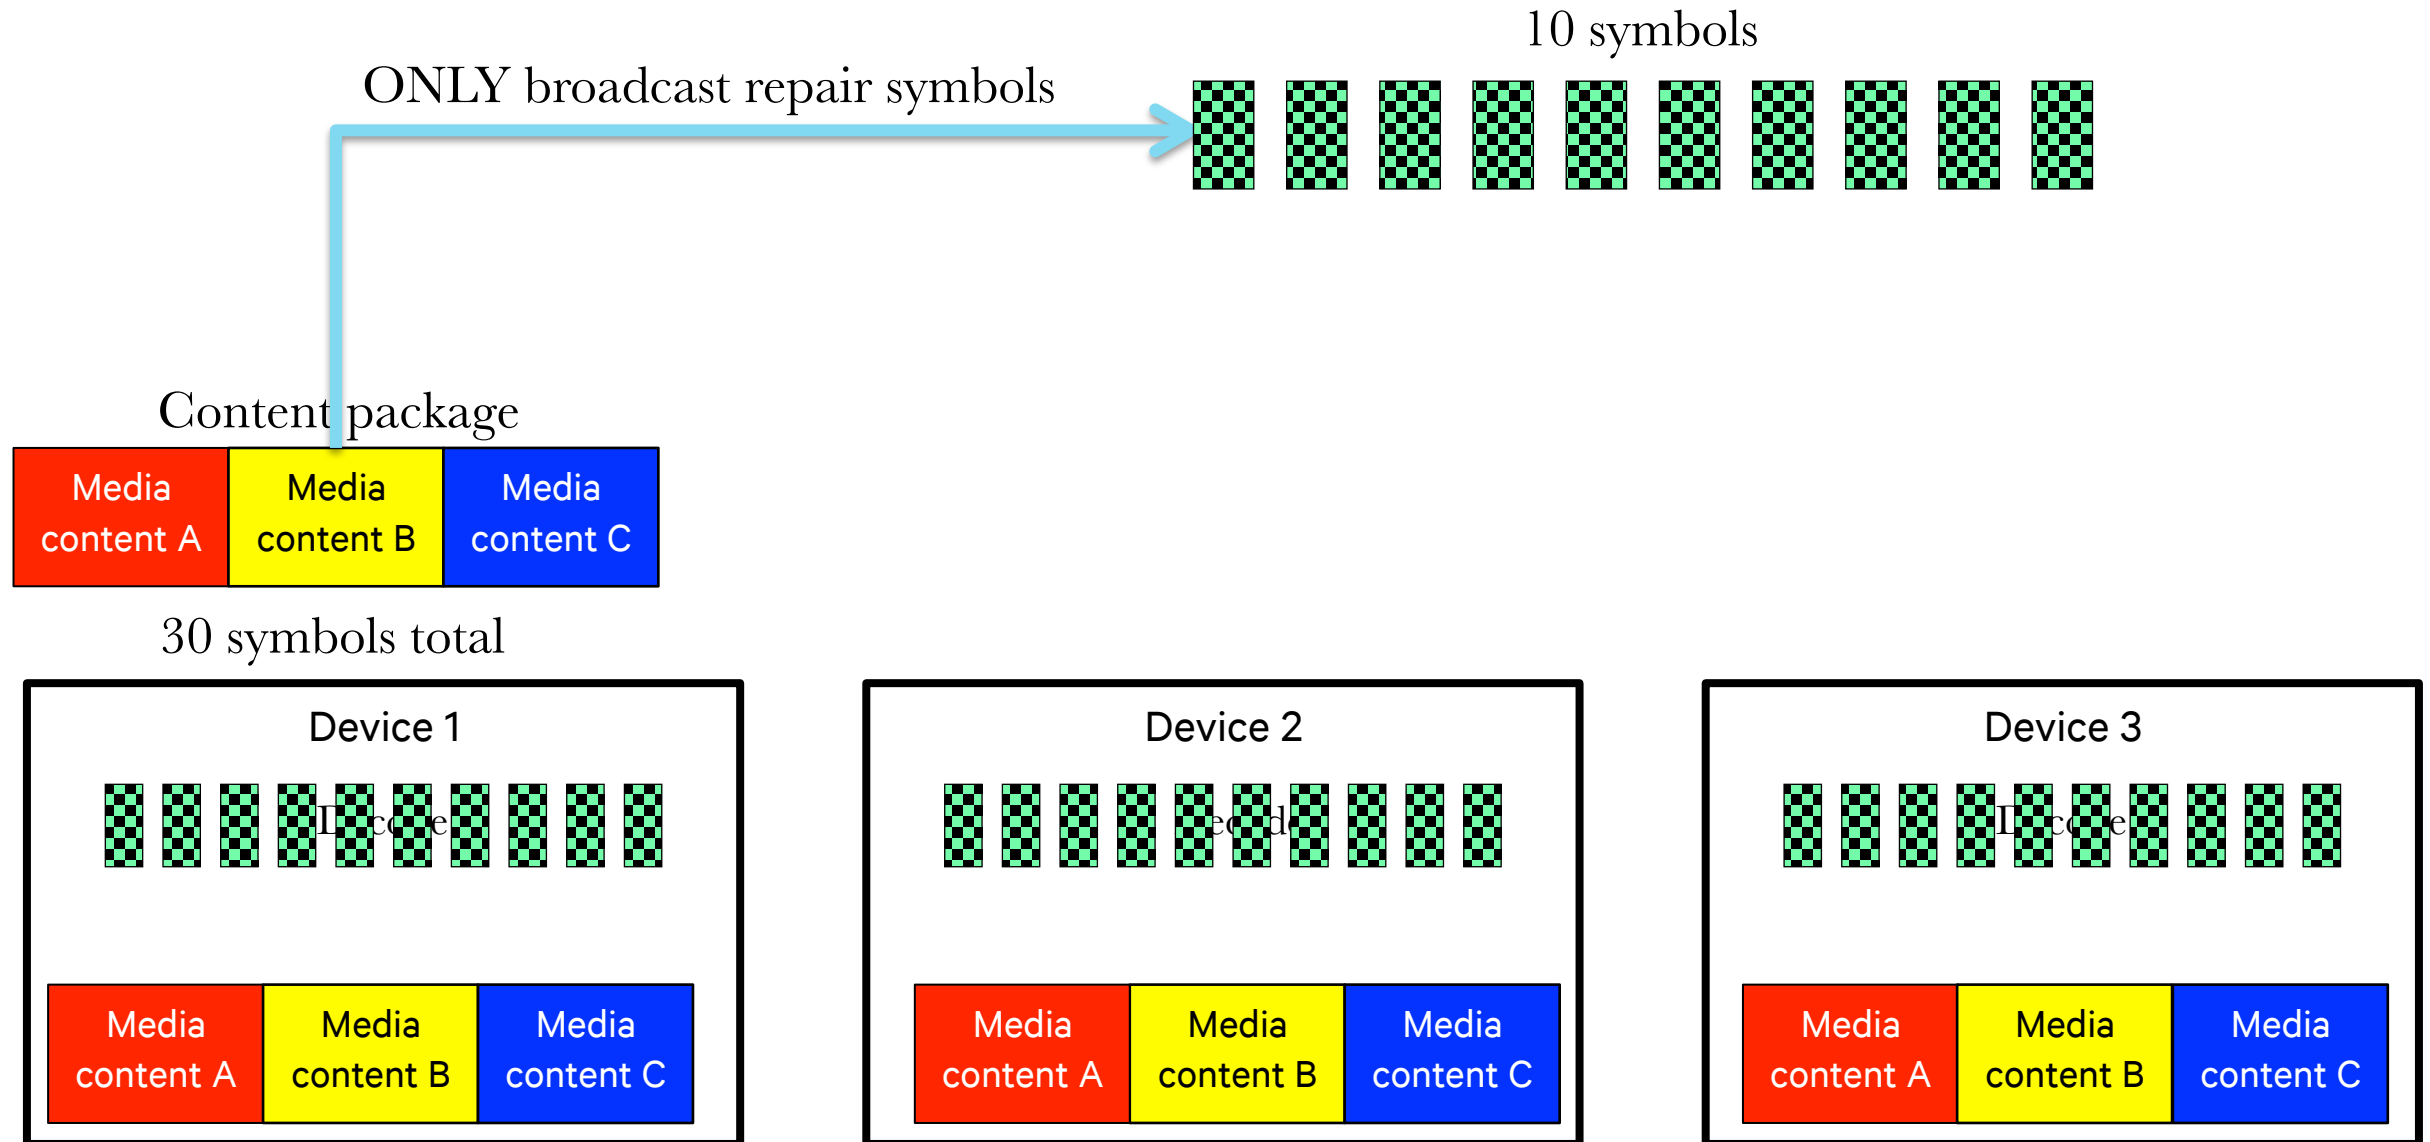 10 symbols
ONLY broadcast repair symbols
Content package
Media
content A
Media
content B
Media
content C
30 symbols total
Device 1
Media
content A
Media
content B
Media
content C
Device 2
Media
content A
Media
content B
Media
content C
Device 3
Media
content A
Media
content B
Media
content C